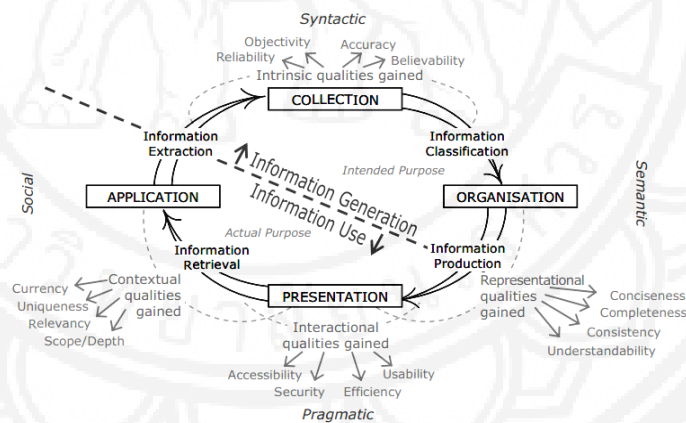 Syntactic
Objectivity
Accuracy
Reliability
Believability
Intrinsic qualities gained
COLLECTION
Information
Extraction
Information
Classification
Information Generation
Intended Purpose
Social
Semantic
APPLICATION
ORGANISATION
Information Use
Actual Purpose
Information
Retrieval
Information
Production
Contextual
qualities
gained
Currency
Uniqueness
Relevancy
Scope/Depth
PRESENTATION
Representational
qualities
gained
Conciseness
Completeness
Consistency
Understandability
Interactional
qualities gained
Accessibility
Usability
Security
Efficiency
Pragmatic